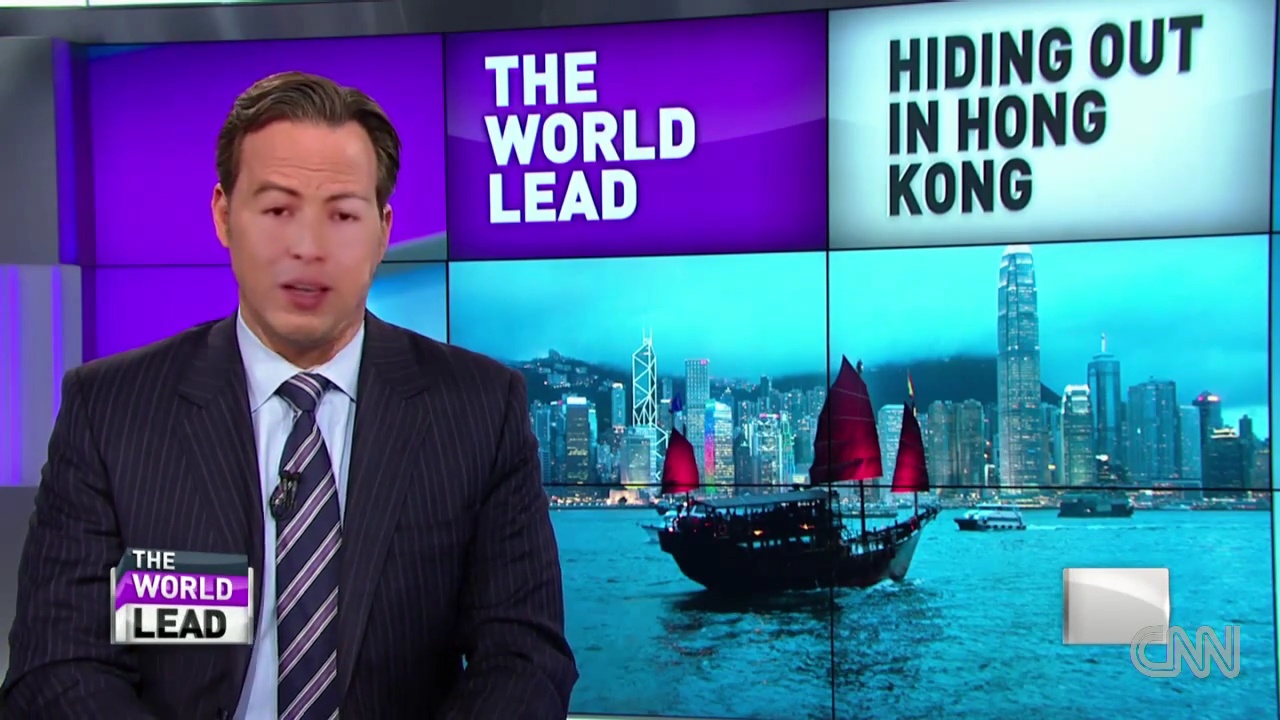 THE
WORLD
LEAD
HIDING OUT
IN HONG
KONG
THE
WORLD
LEAD
CNN